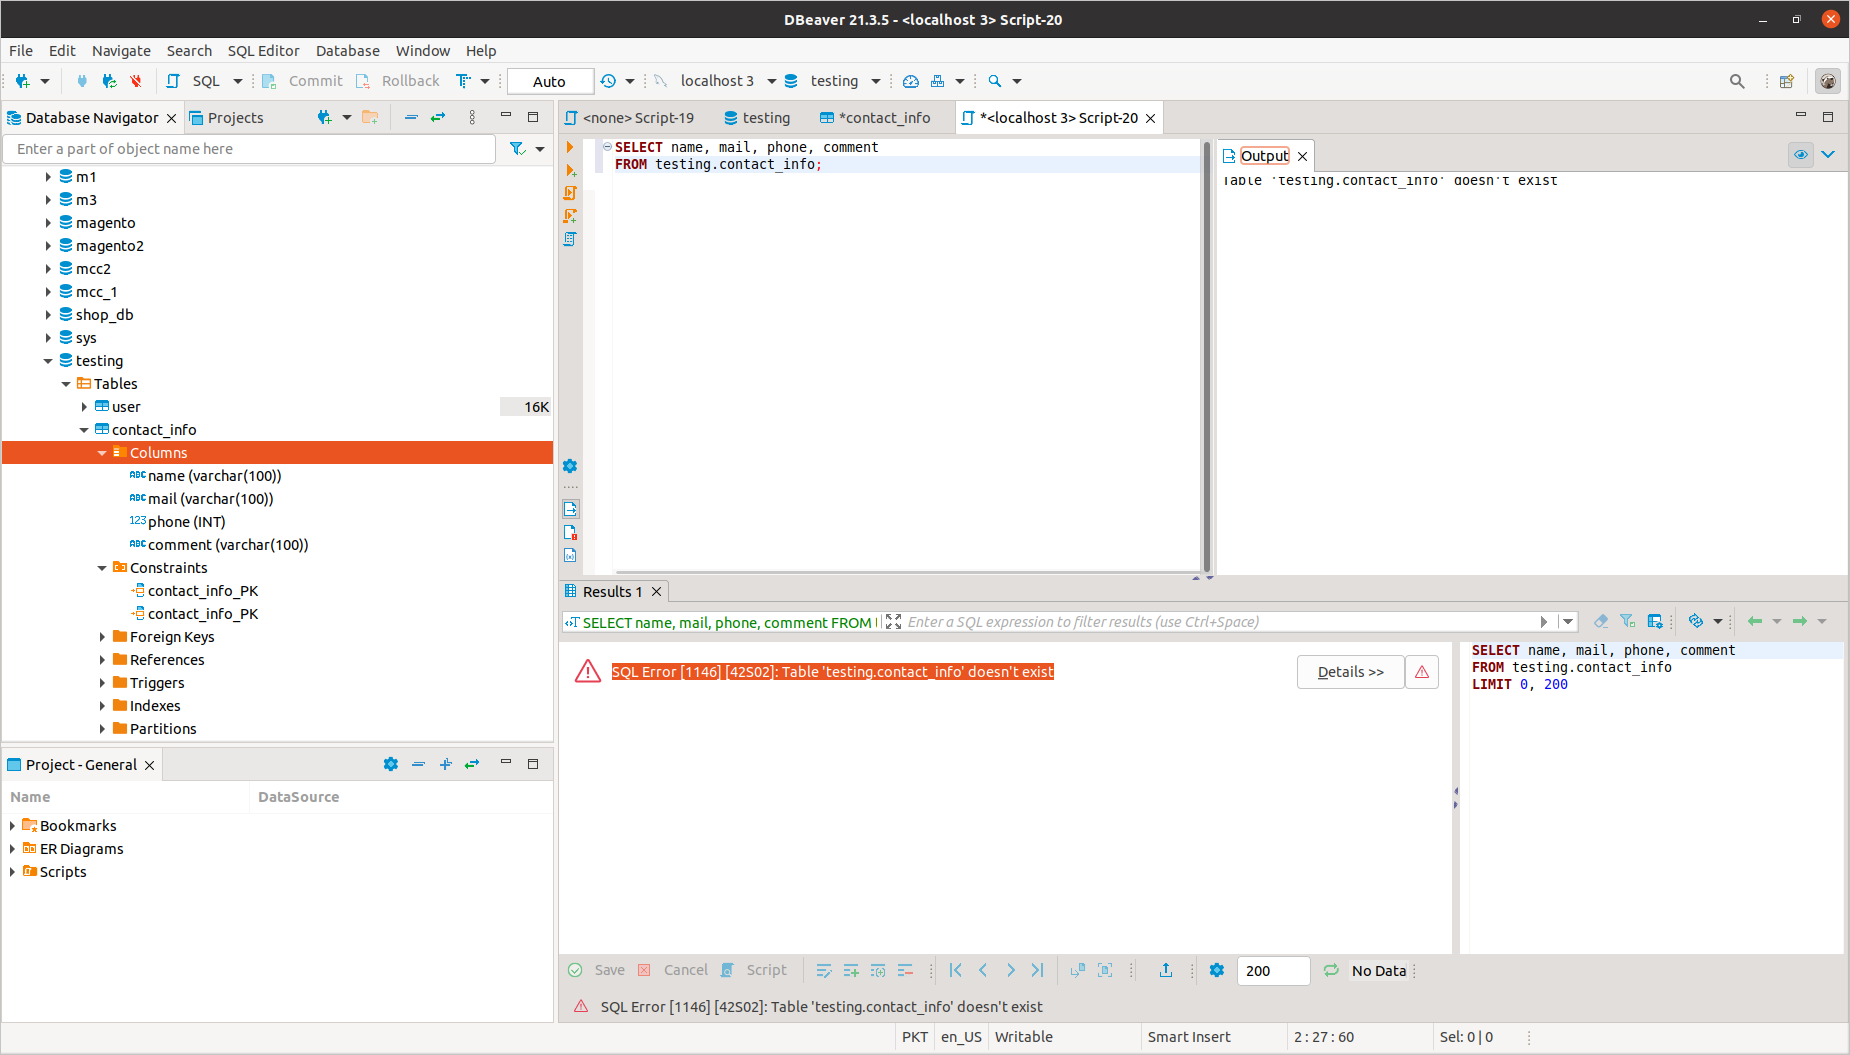 DBeaver 21.3.5 - <localhost 3> Script-20
File Edit Navigate Search SQL Editor Database Window Help
SQL Commit Rollback Auto localhost 3 testing
Database Navigator Projects
<none> Script-19 testing *contact_info *<localhost 3> Script-20
Enter a part of object name here
m1
m3
magento
magento2
mcc2
mcc_1
shop_db
sys
testing
Tables
user 16K
contact_info
Columns
ABC name (varchar(100))
ABC mail (varchar(100))
123 phone (INT)
ABC comment (varchar(100))
Constraints
contact_info_PK
contact_info_PK
Foreign Keys
References
Triggers
Indexes
Partitions
Project - General
Name DataSource
Bookmarks
ER Diagrams
Scripts
SELECT name, mail, phone, comment
FROM testing.contact_info;
Output
Table 'testing.contact_info' doesn't exist
Results 1
SELECT name, mail, phone, comment FROM Enter a SQL expression to filter results (use Ctrl+Space)
SQL Error [1146] [42S02]: Table 'testing.contact_info' doesn't exist
Details >>
SELECT name, mail, phone, comment
FROM testing.contact_info
LIMIT 0, 200
Save Cancel Script 200 No Data
SQL Error [1146] [42S02]: Table 'testing.contact_info' doesn't exist
PKT en_US Writable Smart Insert 2 : 27 : 60 Sel: 0 | 0